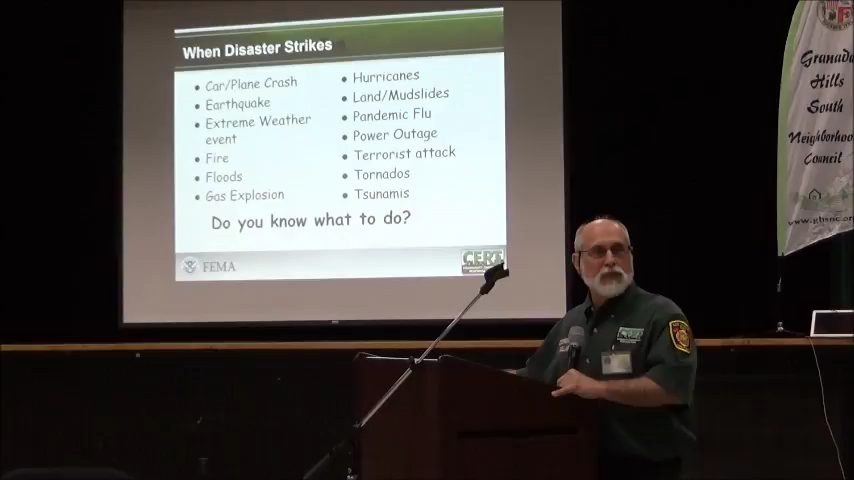 When Disaster Strikes
Car/Plane Crash
Earthquake
Extreme Weather
event
Fire
Floods
Gas Explosion
Hurricanes
Land/Mudslides
Pandemic Flu
Power Outage
Terrorist attack
Tornados
Tsunamis
Do you know what to do?
FEMA
CERT
Granada
Hills
South
Neighborhood
Council